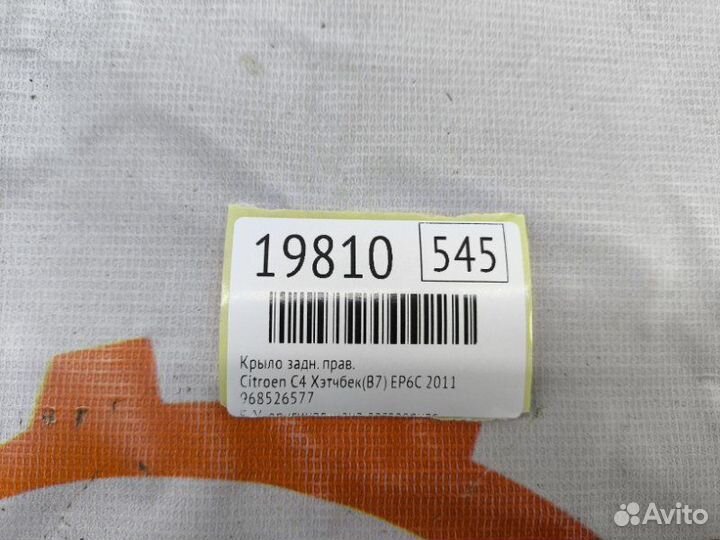 19810 545
Крыло задн. прав.
Citroen C4 Хэтчбек(B7) EP6C 2011
968526577
Avito